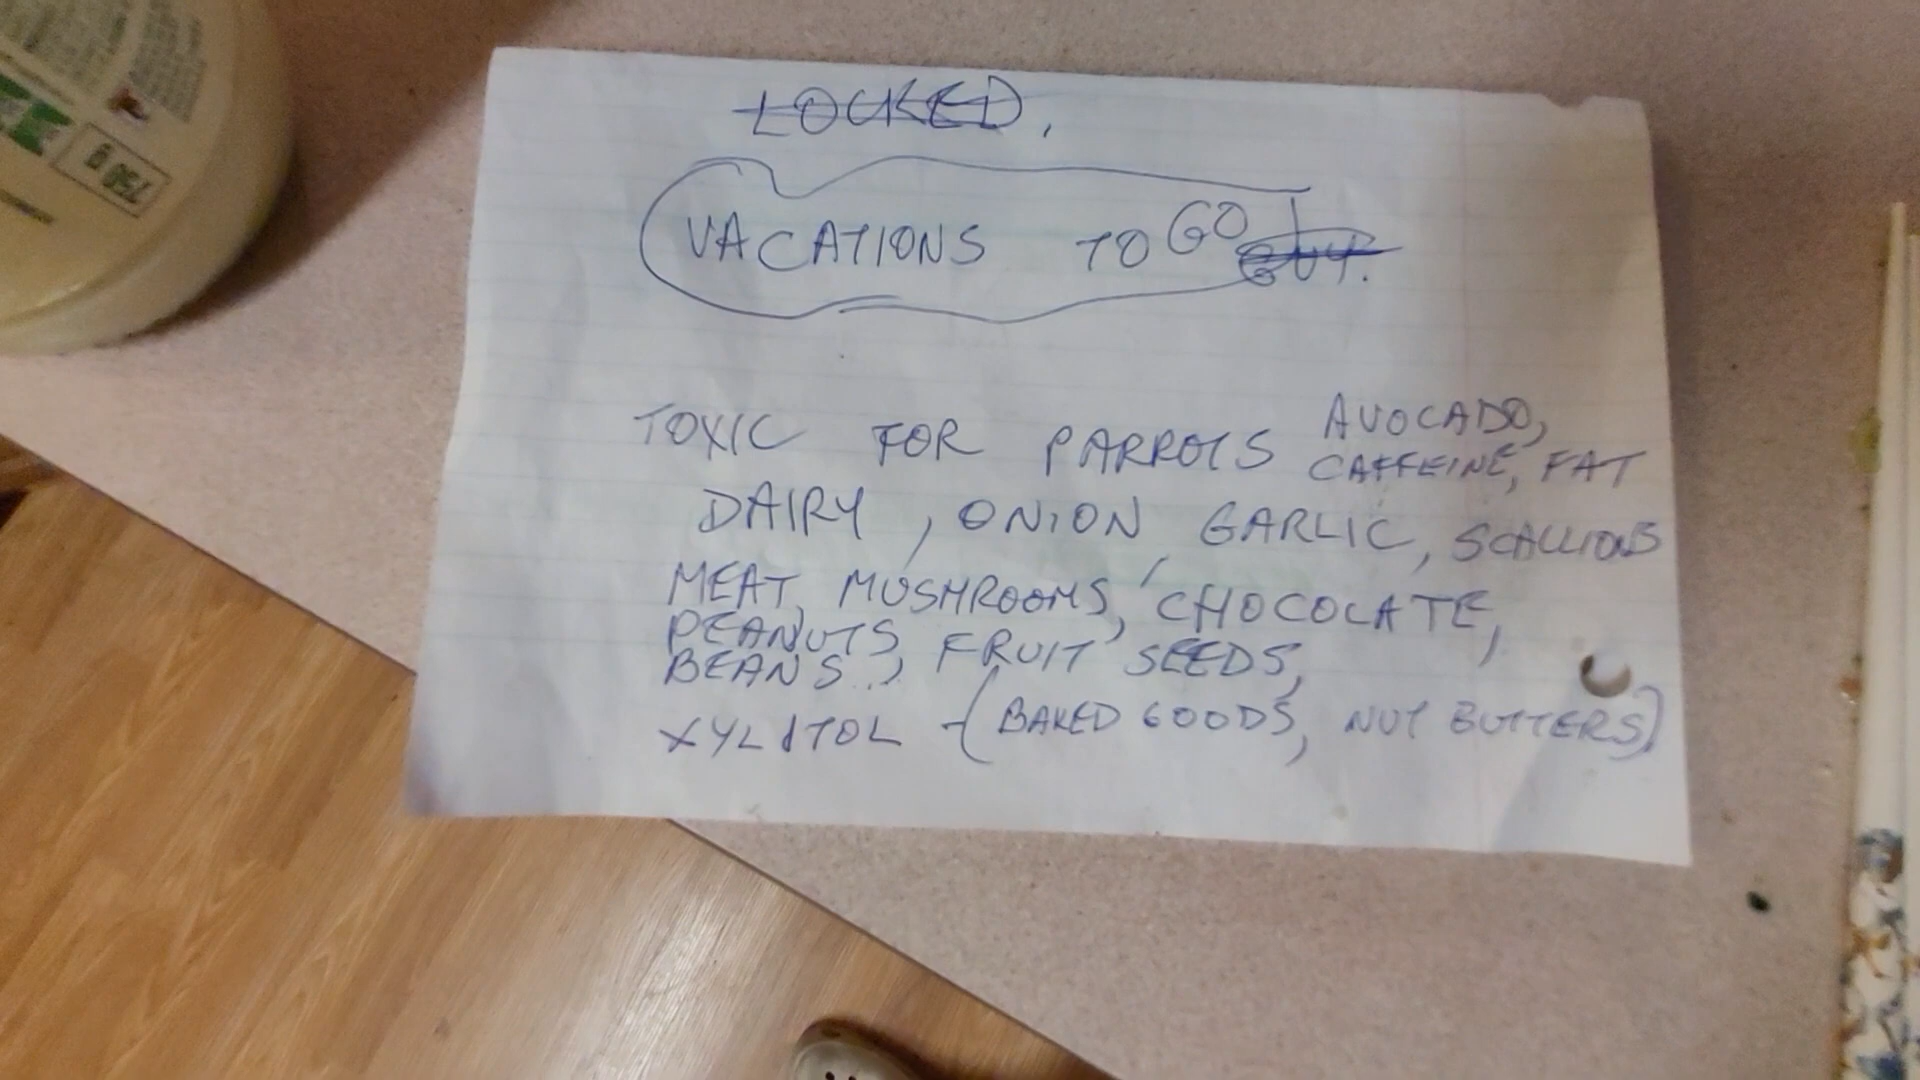 LOCKED,
VACATIONS TO GO BUY.
TOXIC FOR PARROTS AVOCADO,
CAFFEINE, FAT
DAIRY, ONION, GARLIC, SCALLIONS
MEAT, MUSHROOMS, CHOCOLATE,
PEANUTS,
BEANS.., FRUIT SEEDS,
XYLITOL - (BAKED GOODS, NUT BUTTERS)
750 g